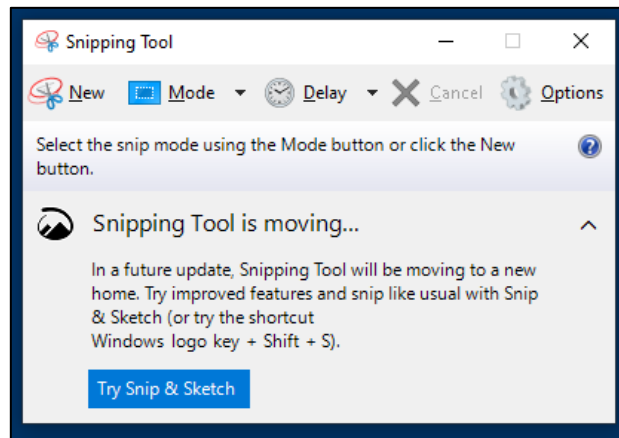 Snipping Tool
New Mode Delay Cancel Options
Select the snip mode using the Mode button or click the New
button.
Snipping Tool is moving...
In a future update, Snipping Tool will be moving to a new
home. Try improved features and snip like usual with Snip
& Sketch (or try the shortcut
Windows logo key + Shift + S).
Try Snip & Sketch